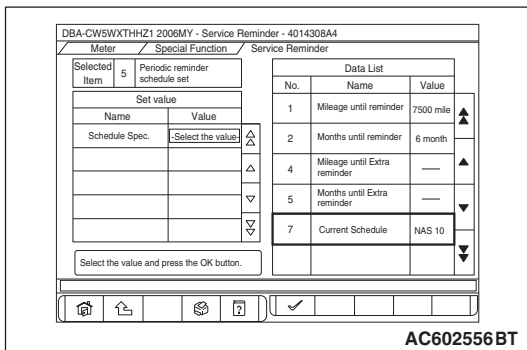 DBA-CW5WXTHHZ1 2006MY - Service Reminder - 4014308A4
Meter Special Function Service Reminder
Selected Item 5 Periodic reminder schedule set
Set value
Name Value
Schedule Spec. -Select the value-
Select the value and press the OK button.
Data List
No. Name Value
1 Mileage until reminder 7500 mile
2 Months until reminder 6 month
4 Mileage until Extra reminder —
5 Months until Extra reminder —
7 Current Schedule NAS 10
?
AC602556BT